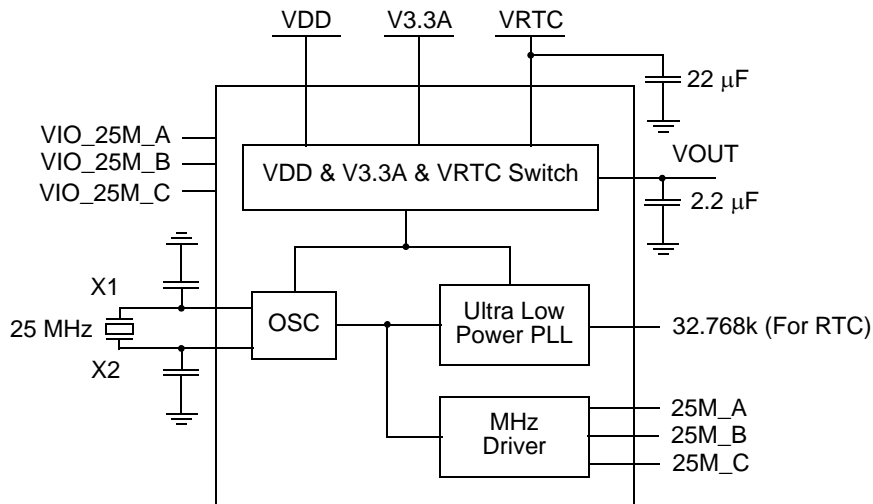 VDD
V3.3A
VRTC
22 μF
VIO_25M_A
VIO_25M_B
VIO_25M_C
VDD & V3.3A & VRTC Switch
VOUT
2.2 μF
X1
25 MHz
X2
OSC
Ultra Low
Power PLL
32.768k (For RTC)
MHz
Driver
25M_A
25M_B
25M_C